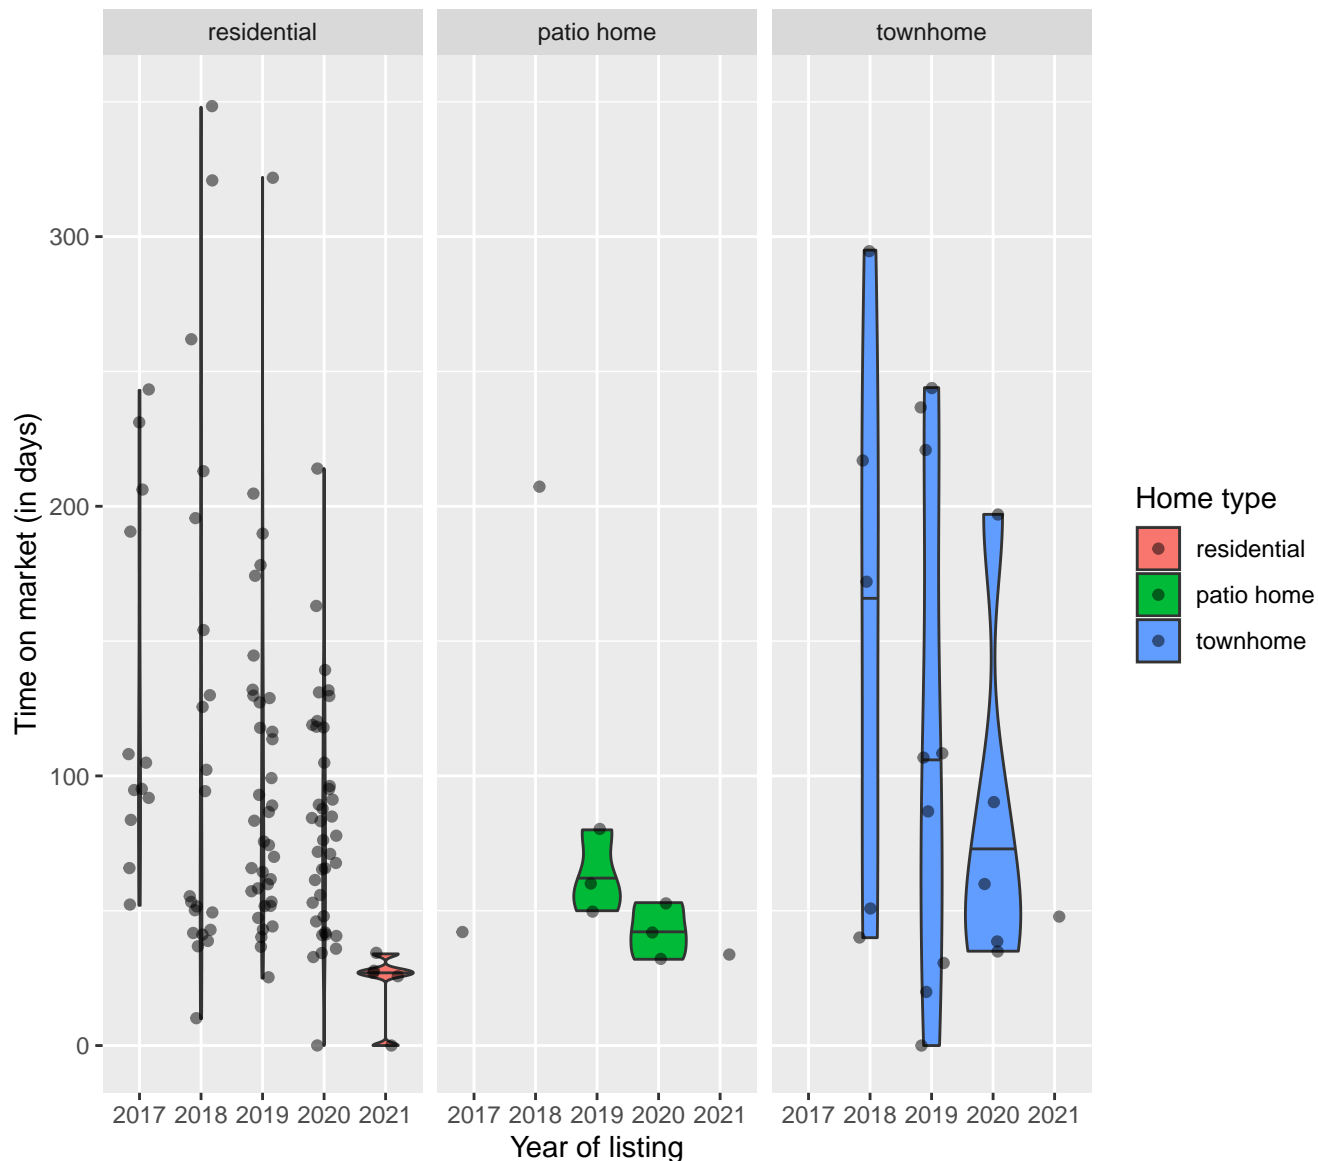 residential patio home townhome
300
200
100
0
Time on market (in days)
2017 2018 2019 2020 2021 2017 2018 2019 2020 2021 2017 2018 2019 2020 2021
Year of listing
Home type
residential
patio home
townhome